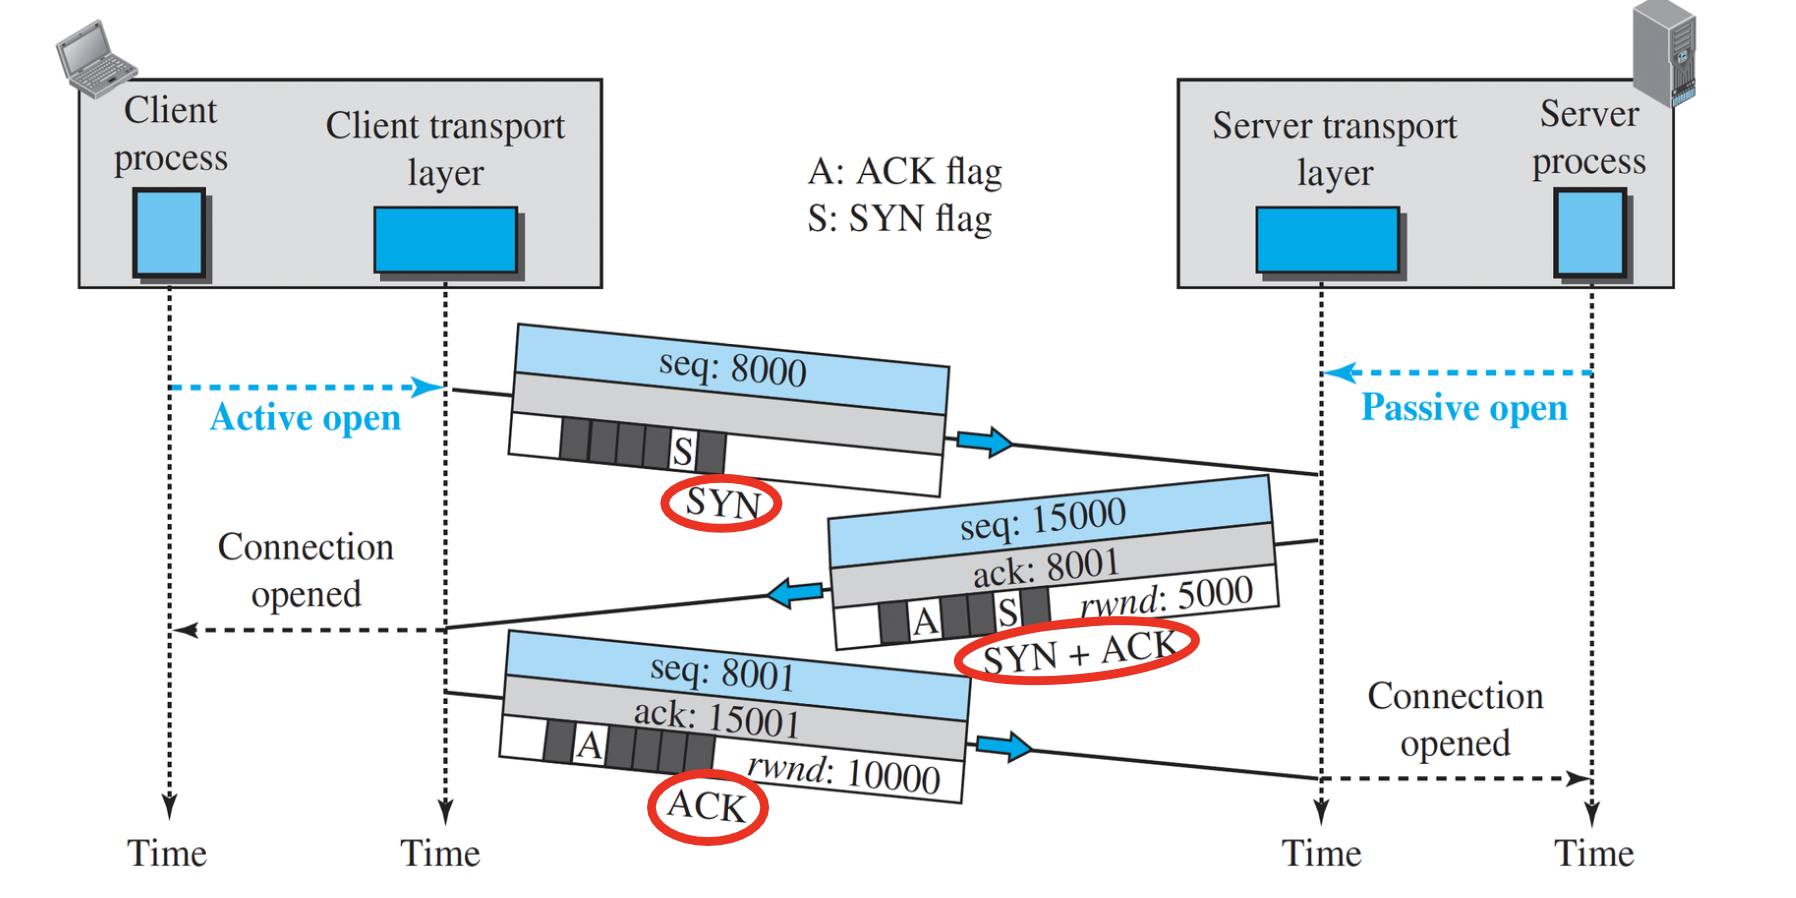 Client
process
Client transport
layer
A: ACK flag
S: SYN flag
Server transport
layer
Server
process
Active open
Passive open
seq: 8000
S
SYN
seq: 15000
ack: 8001
A S rwnd: 5000
SYN + ACK
Connection
opened
seq: 8001
ack: 15001
A rwnd: 10000
ACK
Connection
opened
Time
Time
Time
Time